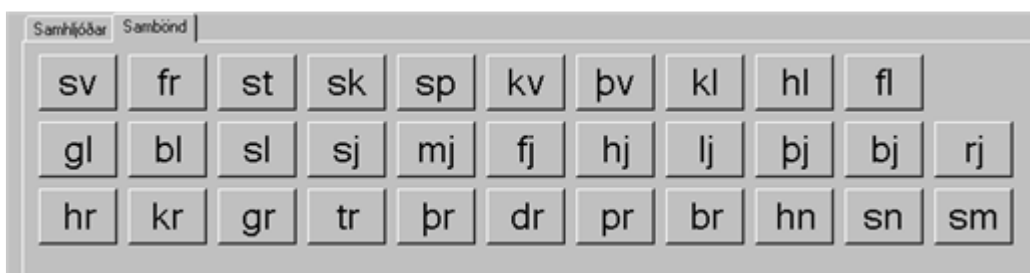 Samhljóðar Sambönd
sv fr st sk sp kv þv kl hl fl
gl bl sl sj mj fj hj lj þj bj rj
hr kr gr tr þr dr pr br hn sn sm